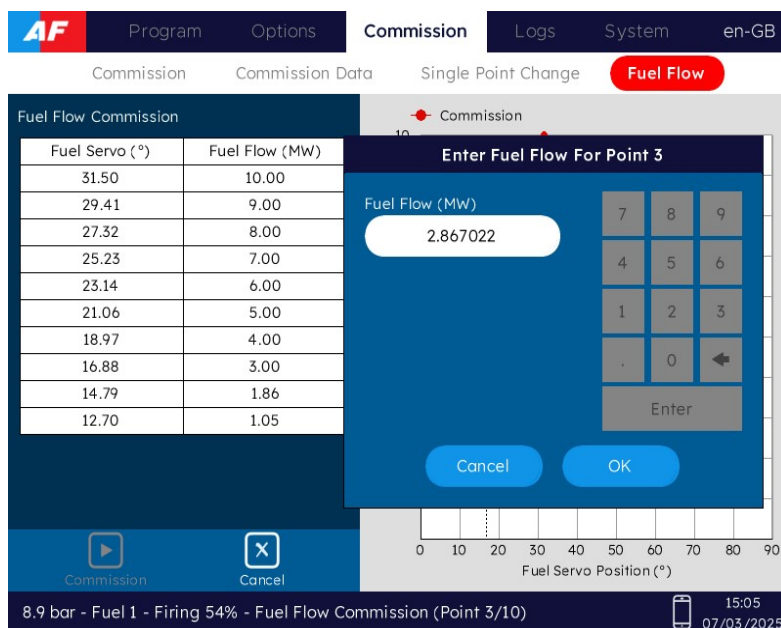 AF Program Options Commission Logs System en-GB
Commission Commission Data Single Point Change Fuel Flow
Fuel Flow Commission
Commission
10
Fuel Servo (°) Fuel Flow (MW)
31.50 10.00
29.41 9.00
27.32 8.00
25.23 7.00
23.14 6.00
21.06 5.00
18.97 4.00
16.88 3.00
14.79 1.86
12.70 1.05
Enter Fuel Flow For Point 3
Fuel Flow (MW)
2.867022
7 8 9
4 5 6
1 2 3
. 0
Enter
Cancel OK
0 10 20 30 40 50 60 70 80 90
Fuel Servo Position (°)
Commission Cancel
8.9 bar - Fuel 1 - Firing 54% - Fuel Flow Commission (Point 3/10)
15:05
07/03/2025